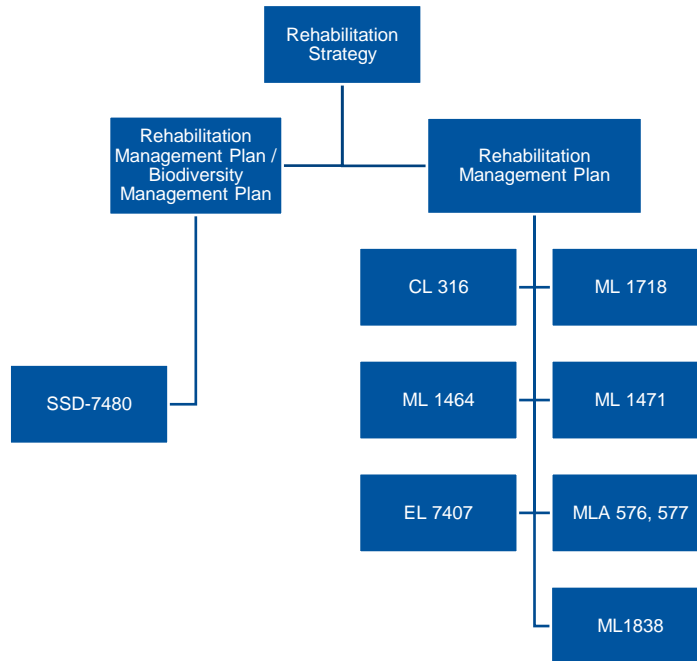 Rehabilitation
Strategy
Rehabilitation
Management Plan /
Biodiversity
Management Plan
Rehabilitation
Management Plan
CL 316
ML 1718
SSD-7480
ML 1464
ML 1471
EL 7407
MLA 576, 577
ML1838